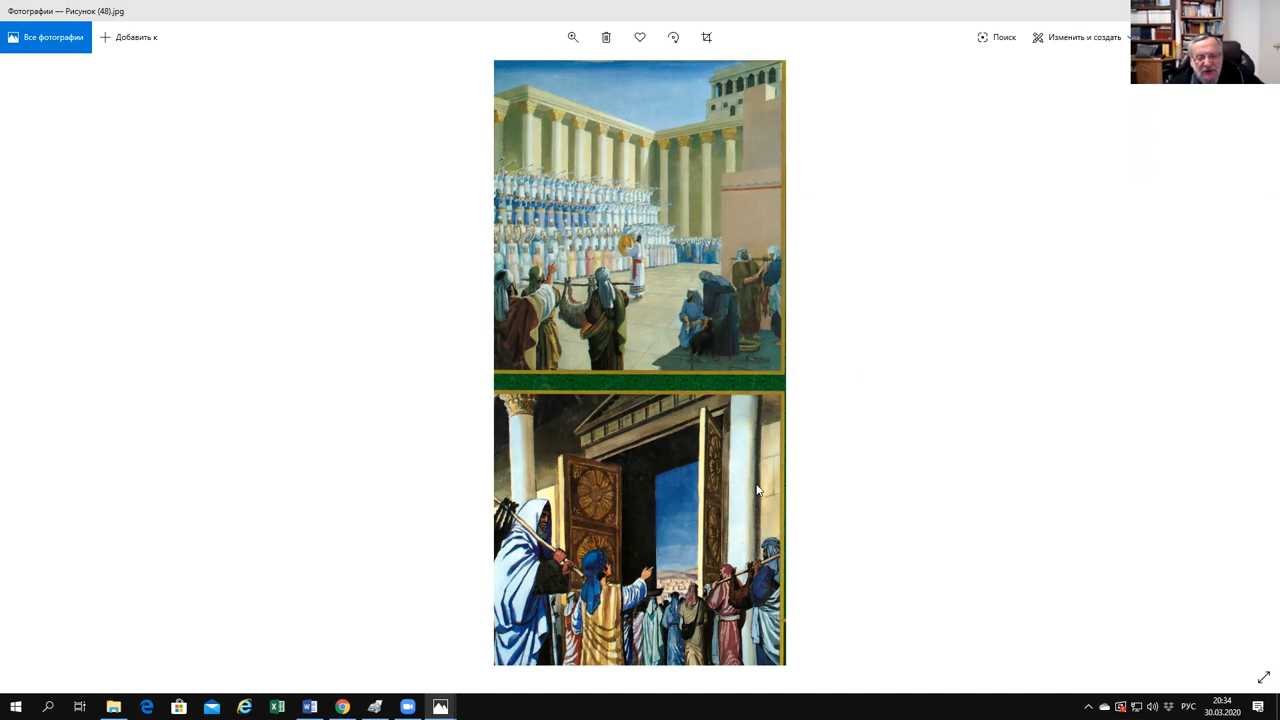 Фотографии — Рисунок (48).jpg
Все фотографии
Добавить к
Поиск
Изменить и создать
РУС
20:34
30.03.2020